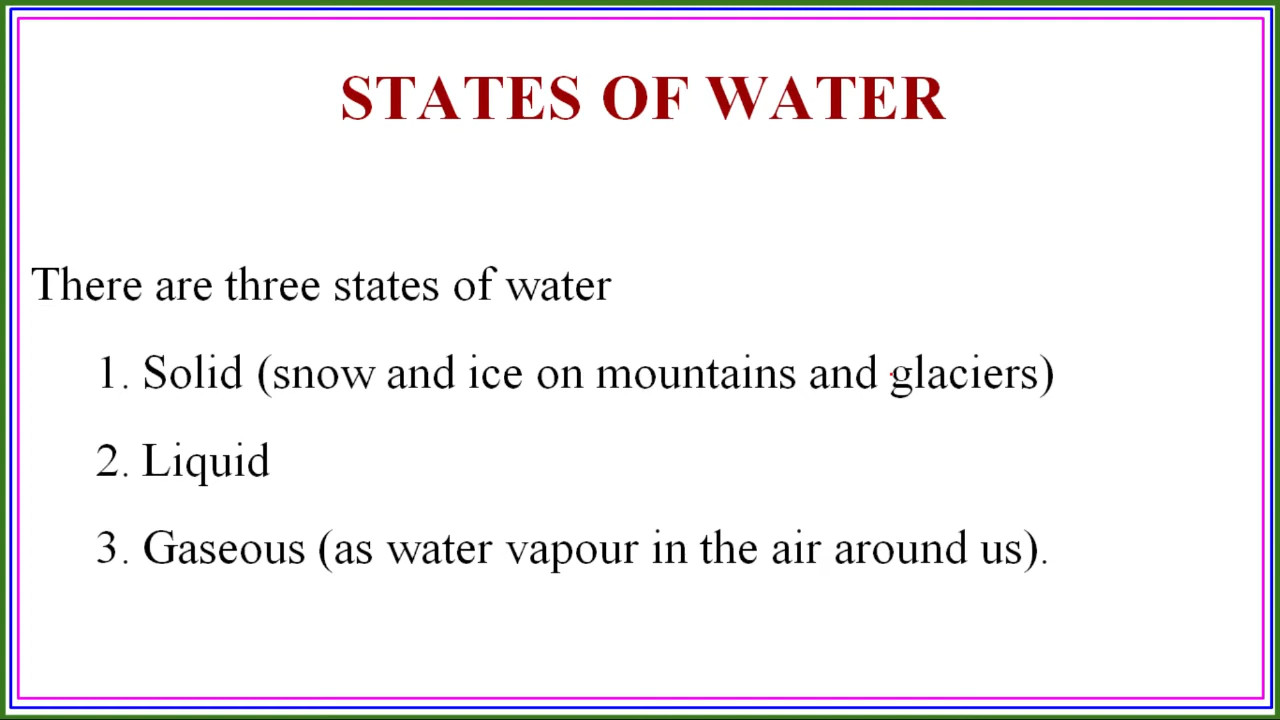 STATES OF WATER
There are three states of water
1. Solid (snow and ice on mountains and glaciers)
2. Liquid
3. Gaseous (as water vapour in the air around us).